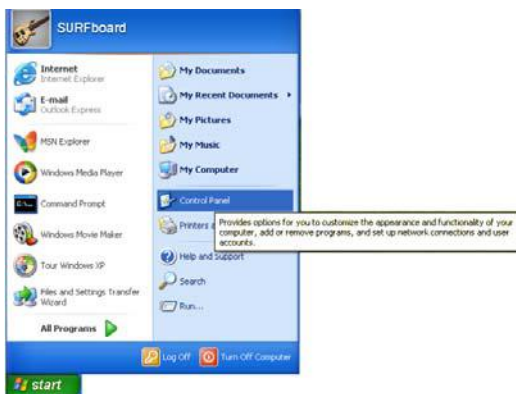 SURFboard
Internet
Internet Explorer
E-mail
Outlook Express
MSN Explorer
Windows Media Player
Command Prompt
Windows Movie Maker
Tour Windows XP
Files and Settings Transfer
Wizard
All Programs
My Documents
My Recent Documents
My Pictures
My Music
My Computer
Control Panel
Printers
Provides options for you to customize the appearance and functionality of your
computer, add or remove programs, and set up network connections and user
accounts.
Help and Support
Search
Run...
Log Off
Turn Off Computer
start